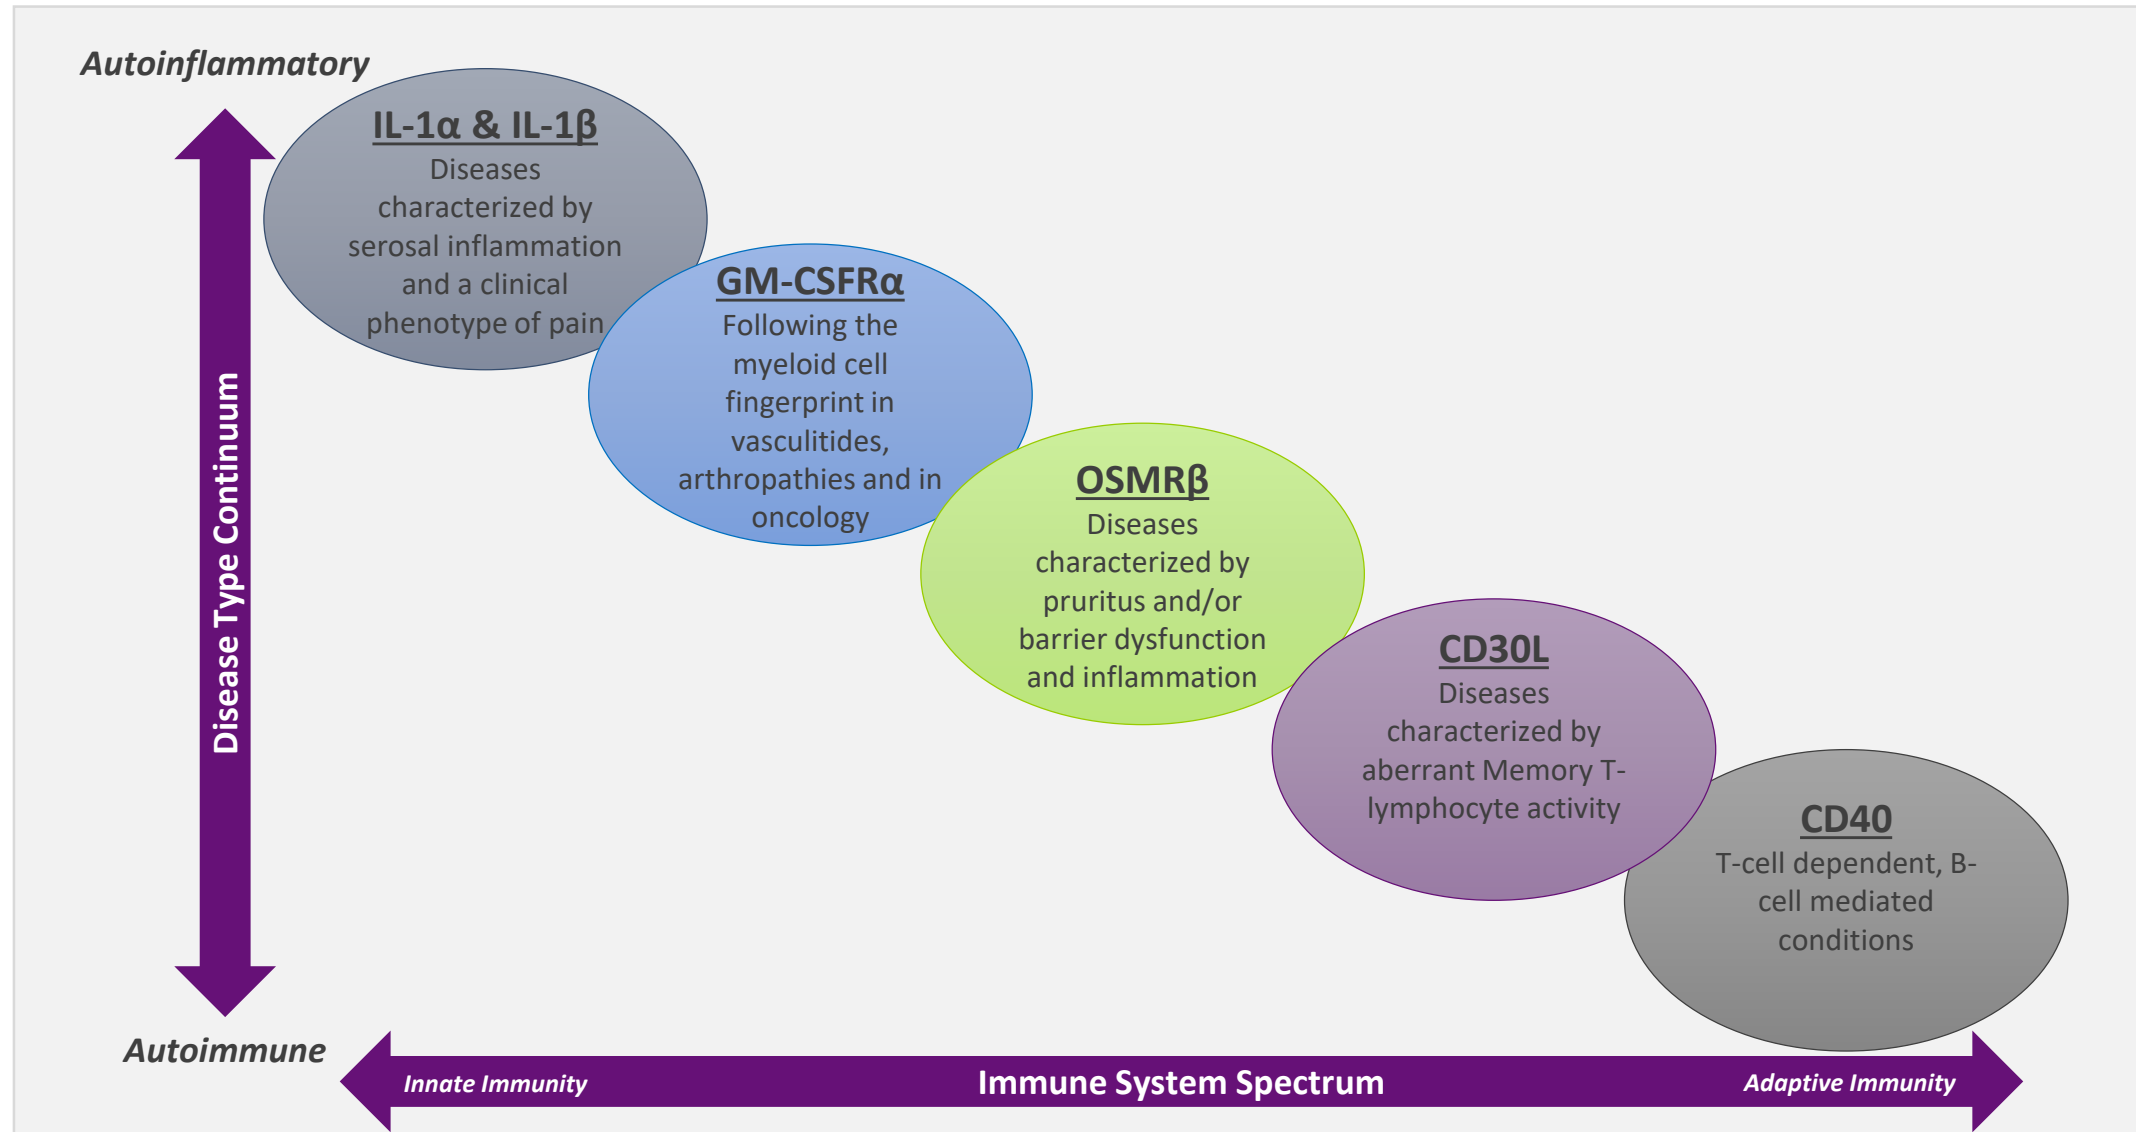 Autoinflammatory
IL-1α & IL-1β
Diseases
characterized by
serosal inflammation
and a clinical
phenotype of pain
GM-CSFRα
Following the
myeloid cell
fingerprint in
vasculitides,
arthropathies and in
oncology
OSMRβ
Diseases
characterized by
pruritus and/or
barrier dysfunction
and inflammation
CD30L
Diseases
characterized by
aberrant Memory T-
lymphocyte activity
CD40
T-cell dependent, B-
cell mediated
conditions
Disease Type Continuum
Autoimmune
Innate Immunity
Immune System Spectrum
Adaptive Immunity